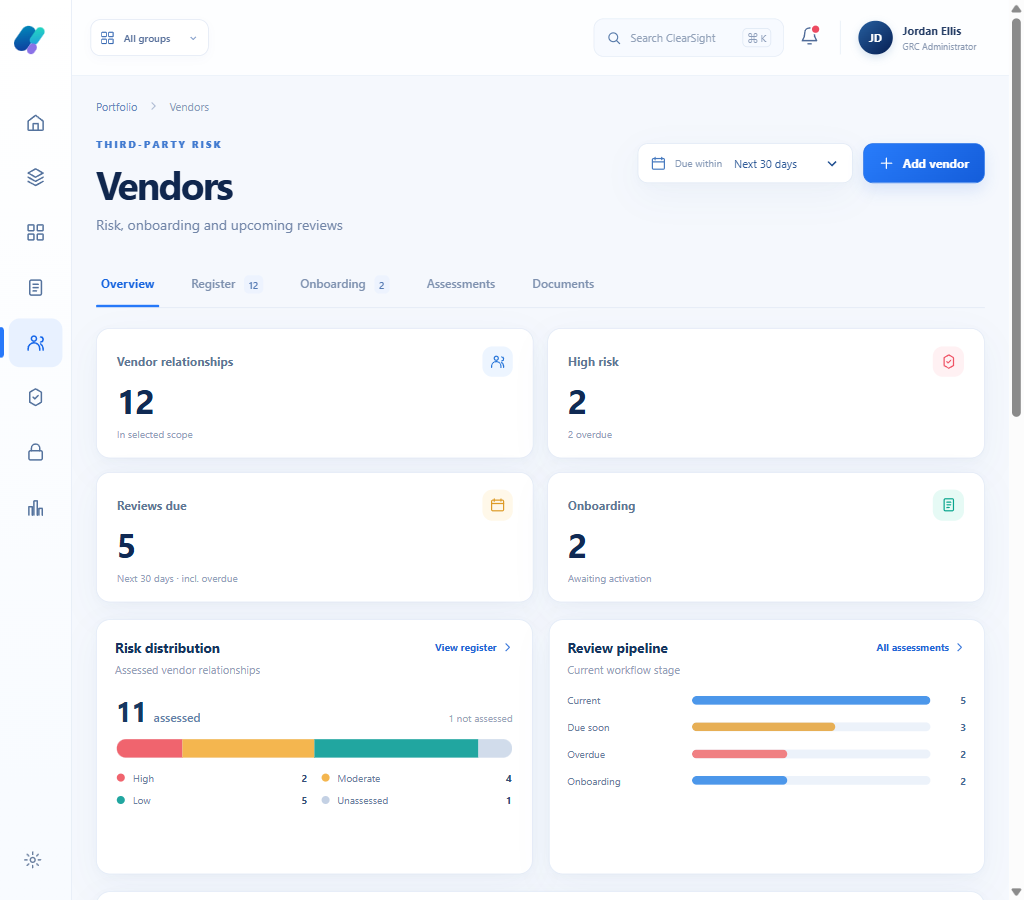 All groups
Search ClearSight
⌘ K
JD
Jordan Ellis
GRC Administrator
Portfolio
Vendors
THIRD-PARTY RISK
Vendors
Risk, onboarding and upcoming reviews
Due within
Next 30 days
Add vendor
Overview
Register 12
Onboarding 2
Assessments
Documents
Vendor relationships
12
In selected scope
High risk
2
2 overdue
Reviews due
5
Next 30 days · incl. overdue
Onboarding
2
Awaiting activation
Risk distribution
View register
Assessed vendor relationships
11 assessed
1 not assessed
High 2
Moderate 4
Low 5
Unassessed 1
Review pipeline
All assessments
Current workflow stage
Current 5
Due soon 3
Overdue 2
Onboarding 2